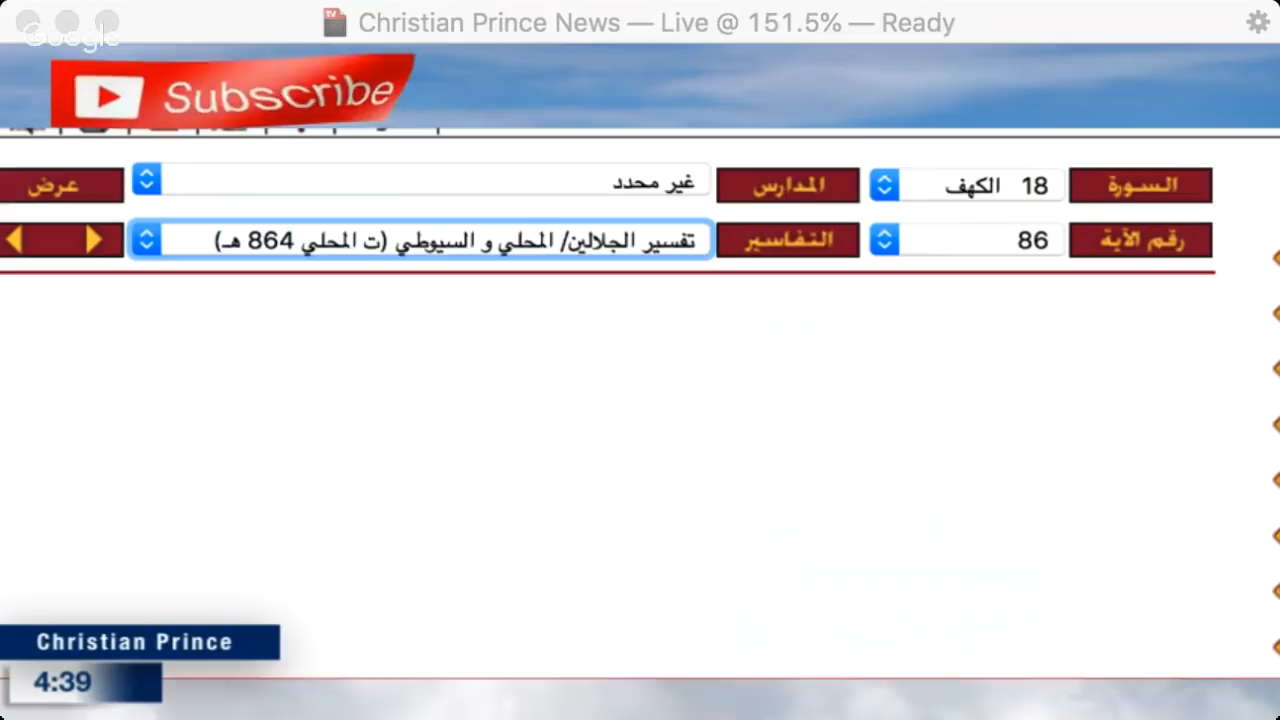 Christian Prince News — Live @ 151.5% — Ready
Google
Subscribe
السورة 18 الكهف المدارس غير محدد عرض
رقم الآية 86 التفاسير تفسير الجلالين/ المحلي و السيوطي (ت المحلي 864 هـ)
Christian Prince
4:39